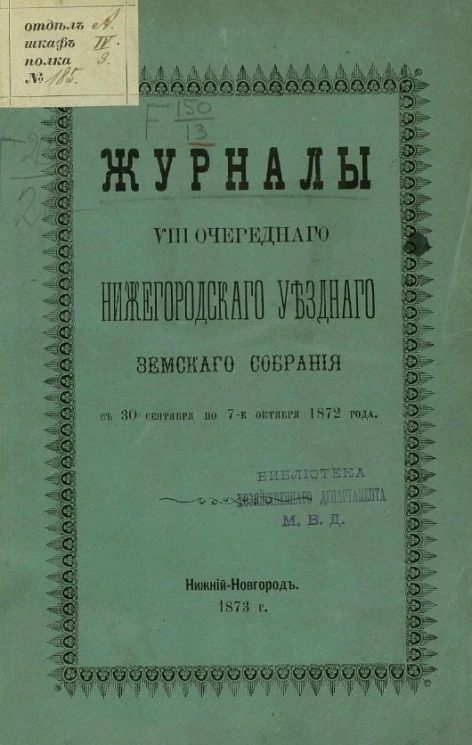 отдѣлъ А.
шкафъ IV.
полка 3.
№ 185.
F 150
13
ЖУРНАЛЫ
VIII ОЧЕРЕДНАГО
НИЖЕГОРОДСКАГО УѢЗДНАГО
ЗЕМСКАГО СОБРАНІЯ
съ 30 сентября по 7-е октября 1872 года.
БИБЛІОТЕКА
ХОЗЯЙСТВЕННАГО ДЕПАРТАМЕНТА
М. В. Д.
Нижній-Новгородъ.
1873 г.